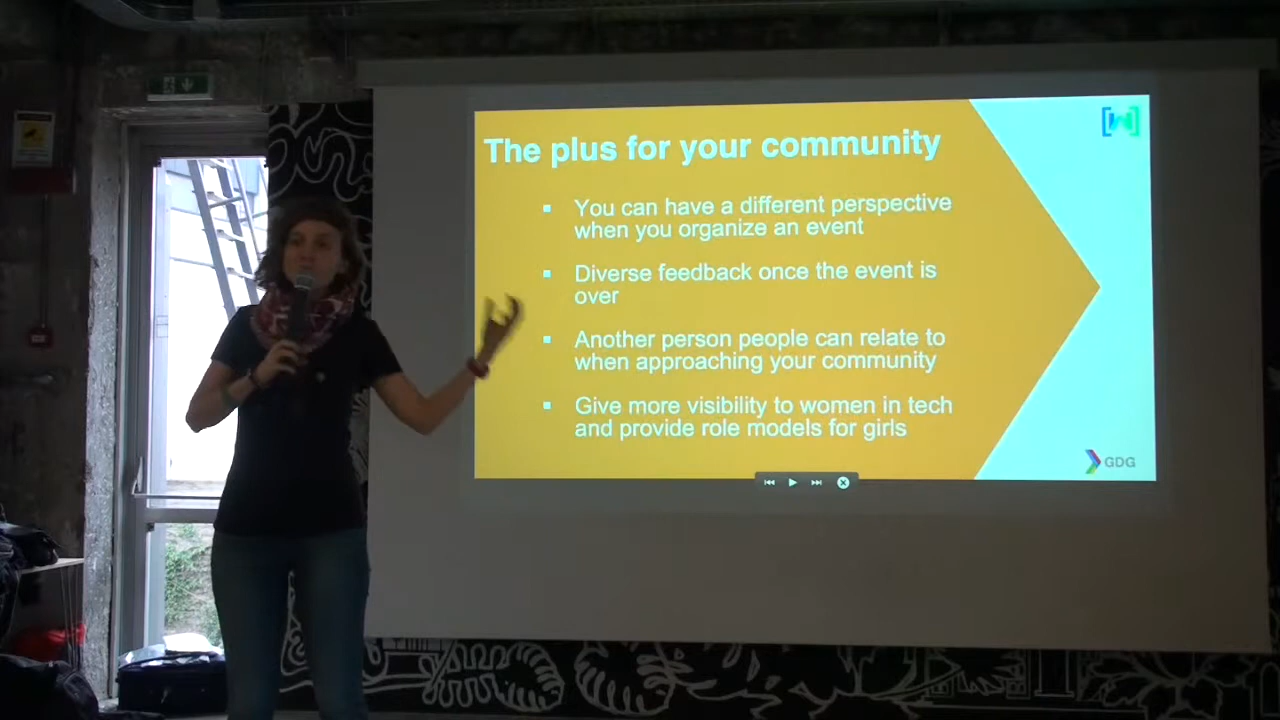 The plus for your community
You can have a different perspective
when you organize an event
Diverse feedback once the event is
over
Another person people can relate to
when approaching your community
Give more visibility to women in tech
and provide role models for girls
GDG